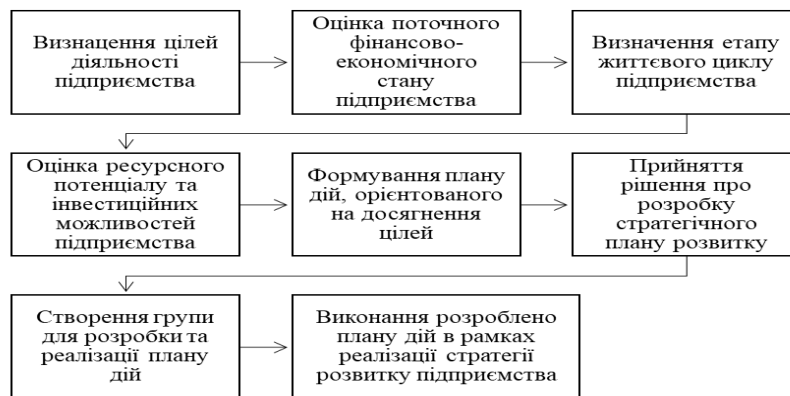 Визнацення цілей
діяльності
підприємства
Оцінка поточного
фінансово-
економічного
стану
підприємства
Визначення етапу
життєвого циклу
підприємства
Оцінка ресурсного
потенціалу та
інвестиційних
можливостей
підприємства
Формування плану
дій, орієнтованого
на досягнення
цілей
Прийняття
рішення про
розробку
стратегічного
плану розвитку
Створення групи
для розробки та
реалізації плану
дій
Виконання розроблено
плану дій в рамках
реалізації стратегії
розвитку підприємства